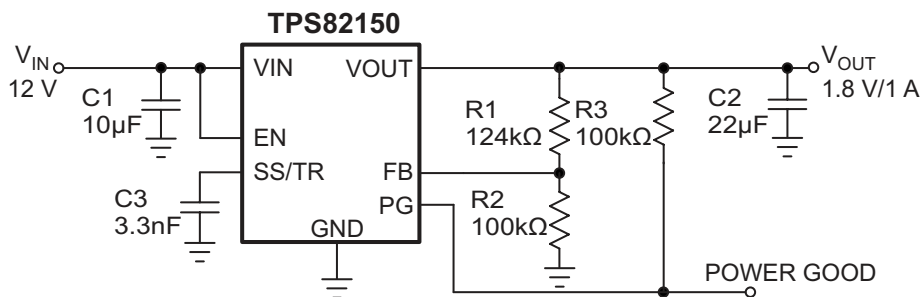 TPS82150
VIN
12 V
C1
10µF
VIN
EN
SS/TR
C3
3.3nF
GND
VOUT
FB
PG
R1
124kΩ
R2
100kΩ
R3
100kΩ
C2
22µF
VOUT
1.8 V/1 A
POWER GOOD